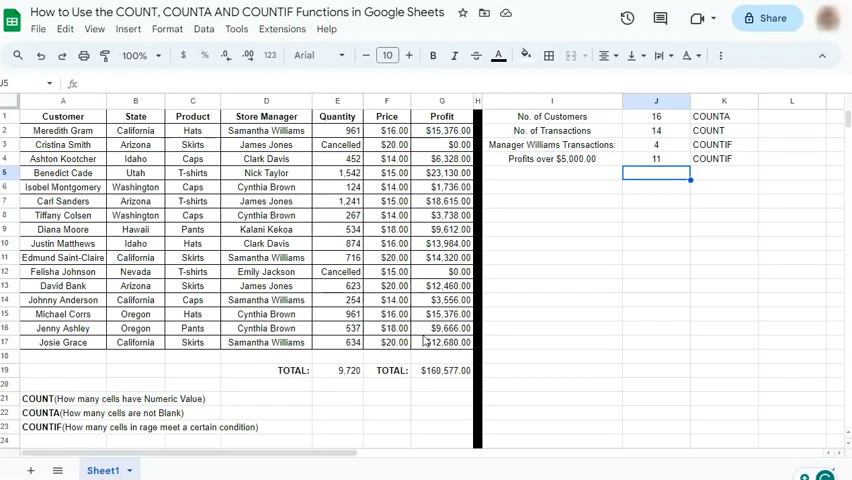 How to Use the COUNT, COUNTA and COUNTIF Functions in Google Sheets
Share
File Edit View Insert Format Data Tools Extensions Help
100% $ % .0 .00 123 Arial 10 B I S A
J5 fx
A B C D E F G H I J K L
1 Customer State Product Store Manager Quantity Price Profit No. of Customers 16 COUNTA
2 Meredith Gram California Hats Samantha Williams 961 $16.00 $15,376.00 No. of Transactions 14 COUNT
3 Cristina Smith Arizona Skirts James Jones Cancelled $20.00 $0.00 Manager Williams Transactions: 4 COUNTIF
4 Ashton Kootcher Idaho Caps Clark Davis 452 $14.00 $6,328.00 Profits over $5,000.00 11 COUNTIF
5 Benedict Cade Utah T-shirts Nick Taylor 1,542 $15.00 $23,130.00
6 Isobel Montgomery Washington Caps Cynthia Brown 124 $14.00 $1,736.00
7 Carl Sanders Arizona T-shirts James Jones 1,241 $15.00 $18,615.00
8 Tiffany Colsen Washington Caps Cynthia Brown 267 $14.00 $3,738.00
9 Diana Moore Hawaii Pants Kalani Kekoa 534 $18.00 $9,612.00
10 Justin Matthews Idaho Hats Clark Davis 874 $16.00 $13,984.00
11 Edmund Saint-Claire California Skirts Samantha Williams 716 $20.00 $14,320.00
12 Felisha Johnson Nevada T-shirts Emily Jackson Cancelled $15.00 $0.00
13 David Bank Arizona Skirts James Jones 623 $20.00 $12,460.00
14 Johnny Anderson California Caps Samantha Williams 254 $14.00 $3,556.00
15 Michael Corrs Oregon Hats Cynthia Brown 961 $16.00 $15,376.00
16 Jenny Ashley Oregon Pants Cynthia Brown 537 $18.00 $9,666.00
17 Josie Grace California Skirts Samantha Williams 634 $20.00 $12,680.00
18
19 TOTAL: 9,720 TOTAL: $160,577.00
20
21 COUNT(How many cells have Numeric Value)
22 COUNTA(How many cells are not Blank)
23 COUNTIF(How many cells in rage meet a certain condition)
24
Sheet1